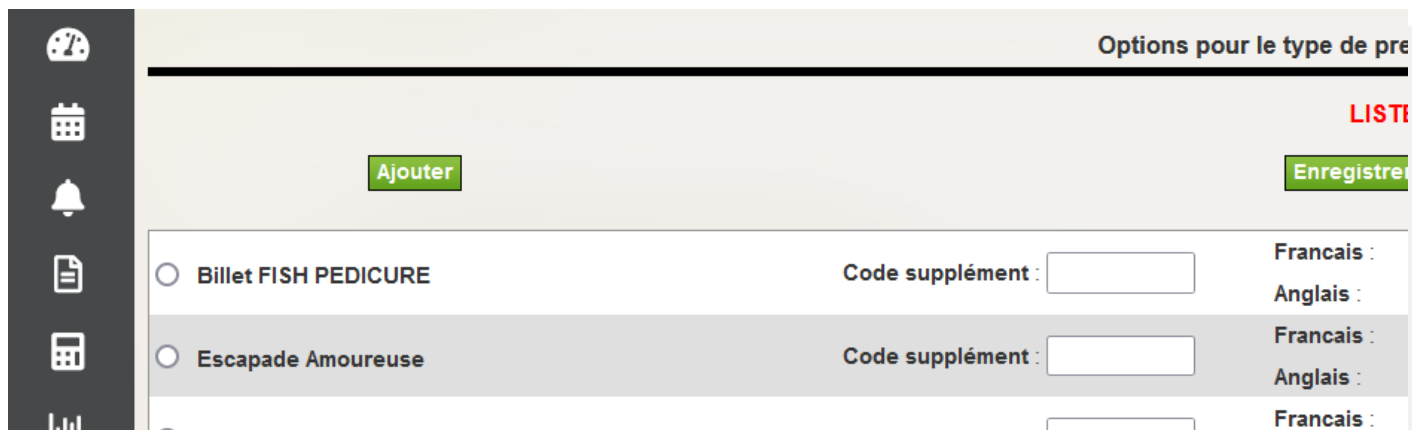 Options pour le type de pre
LISTE
Ajouter
Enregistrer
Billet FISH PEDICURE
Code supplément :
Francais :
Anglais :
Escapade Amoureuse
Code supplément :
Francais :
Anglais :
Francais :